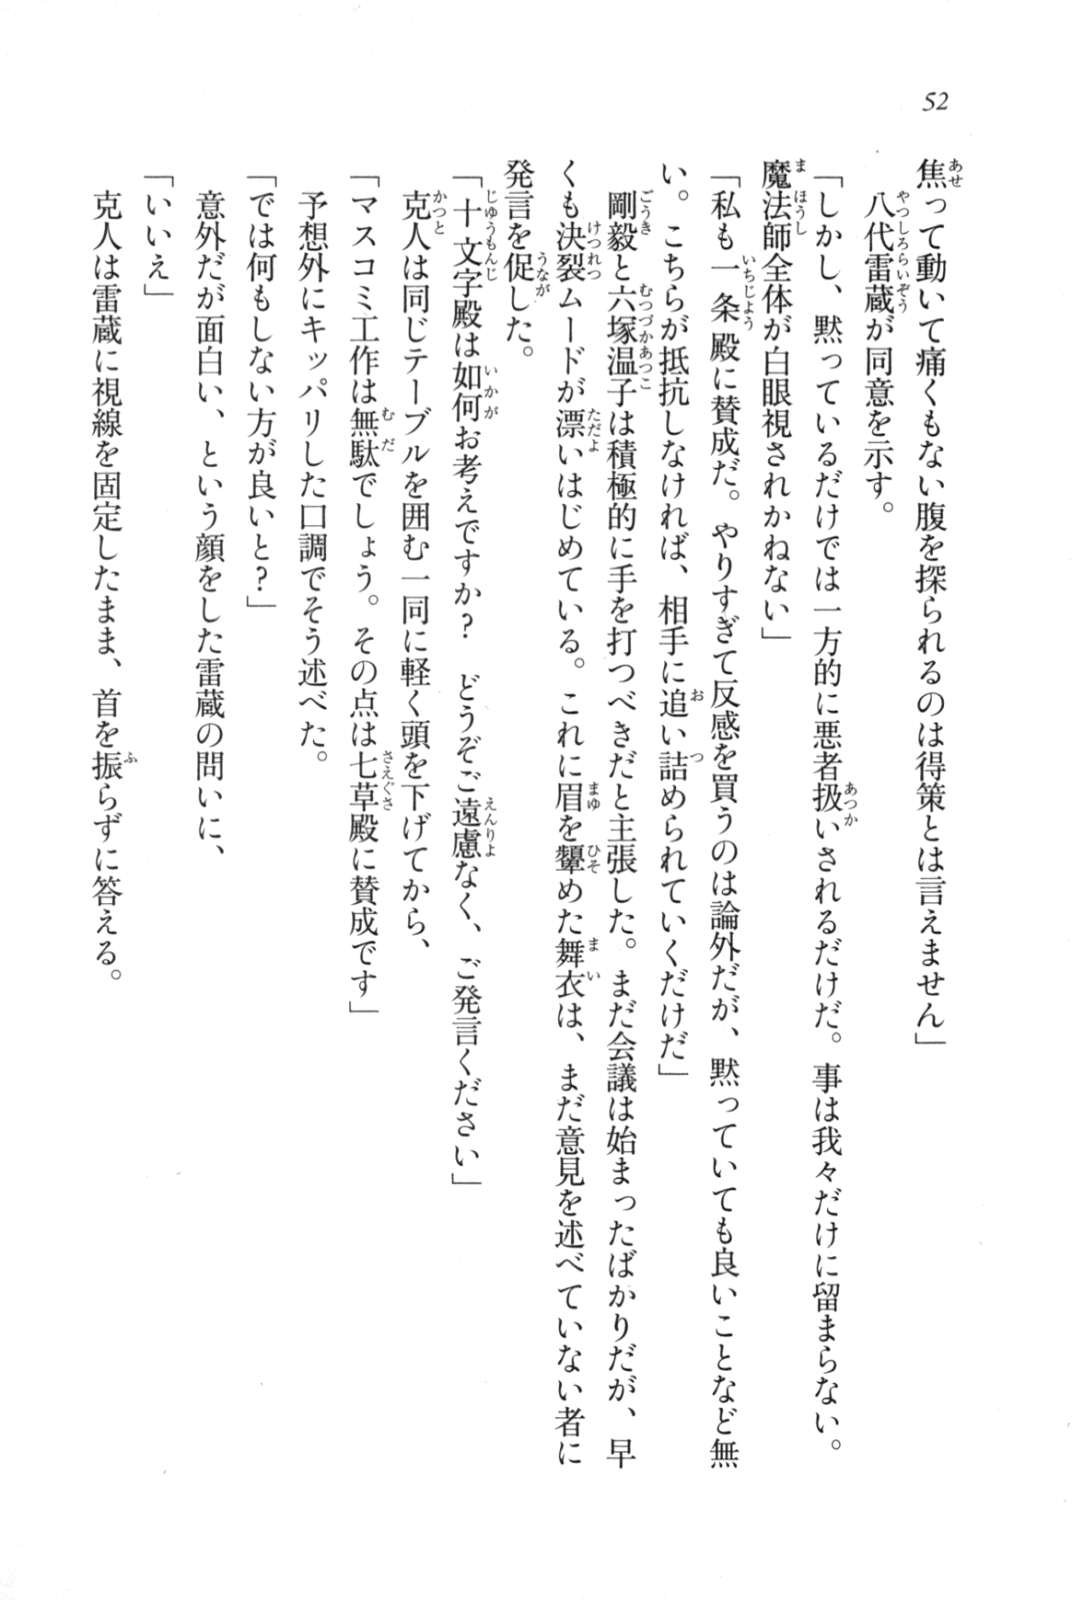 52
焦って動いて痛くもない腹を探られるのは得策とは言えません」
八代雷蔵が同意を示す。
「しかし、黙っているだけでは一方的に悪者扱いされるだけだ。事は我々だけに留まらない。
魔法師全体が白眼視されかねない」
「私も一条殿に賛成だ。やりすぎて反感を買うのは論外だが、黙っていても良いことなど無
い。こちらが抵抗しなければ、相手に追い詰められていくだけだ」
剛毅と六塚温子は積極的に手を打つべきだと主張した。まだ会議は始まったばかりだが、早
くも決裂ムードが漂いはじめている。これに眉を顰めた舞衣は、まだ意見を述べていない者に
発言を促した。
「十文字殿は如何お考えですか？　どうぞご遠慮なく、ご発言ください」
克人は同じテーブルを囲む一同に軽く頭を下げてから、
「マスコミ工作は無駄でしょう。その点は七草殿に賛成です」
予想外にキッパリした口調でそう述べた。
「では何もしない方が良いと？」
意外だが面白い、という顔をした雷蔵の問いに、
「いいえ」
克人は雷蔵に視線を固定したまま、首を振らずに答える。